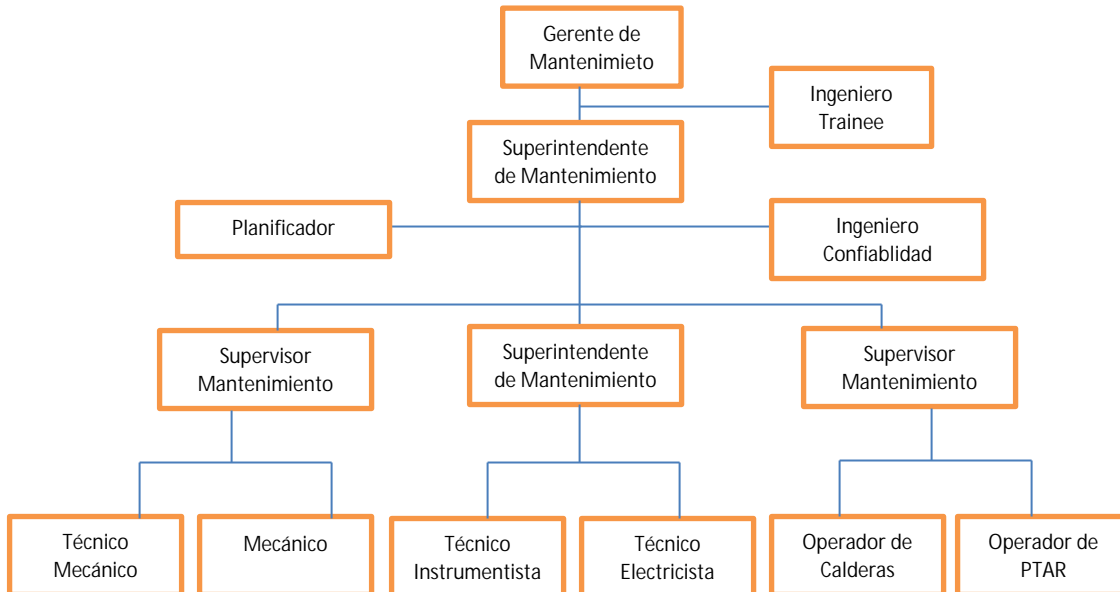 Gerente de
Mantenimieto
Ingeniero
Trainee
Superintendente
de Mantenimiento
Planificador
Ingeniero
Confiablidad
Supervisor
Mantenimiento
Superintendente
de Mantenimiento
Supervisor
Mantenimiento
Técnico
Mecánico
Mecánico
Técnico
Instrumentista
Técnico
Electricista
Operador de
Calderas
Operador de
PTAR